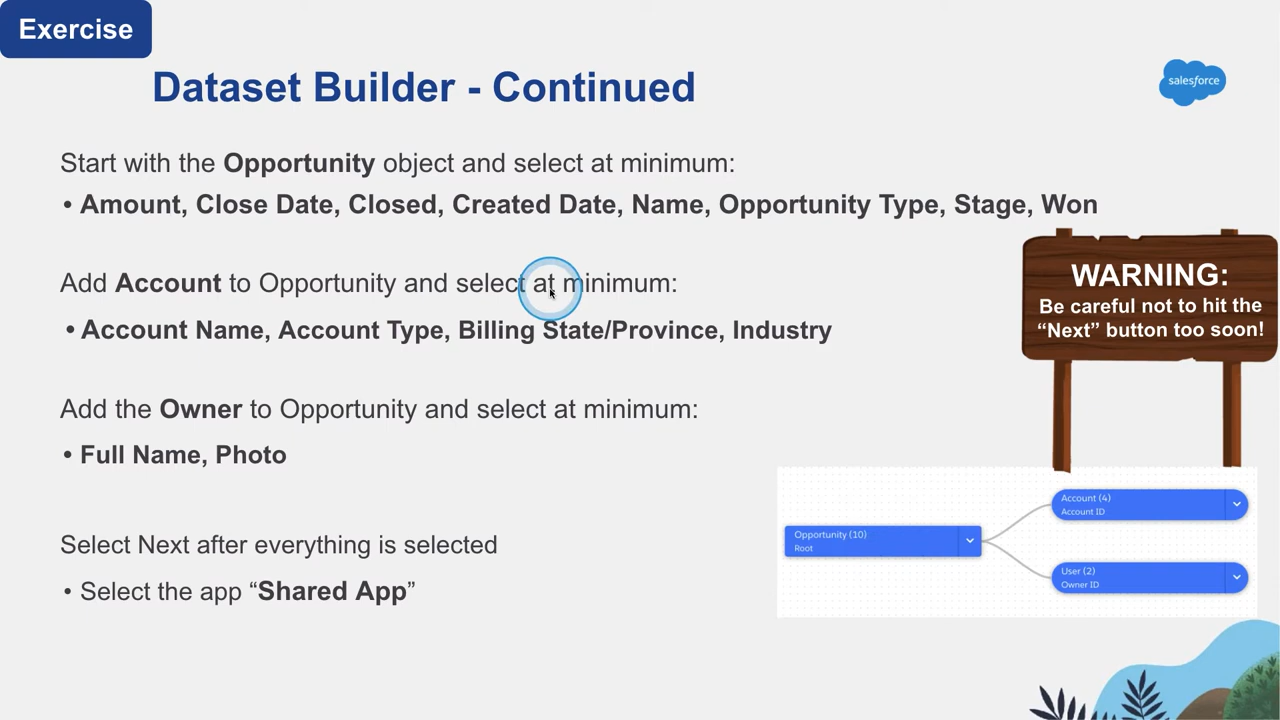 Exercise
Dataset Builder - Continued
salesforce
Start with the Opportunity object and select at minimum:
• Amount, Close Date, Closed, Created Date, Name, Opportunity Type, Stage, Won
Add Account to Opportunity and select at minimum:
• Account Name, Account Type, Billing State/Province, Industry
WARNING:
Be careful not to hit the
“Next” button too soon!
Add the Owner to Opportunity and select at minimum:
• Full Name, Photo
Select Next after everything is selected
• Select the app “Shared App”
Opportunity (10)
Root
Account (4)
Account ID
User (2)
Owner ID